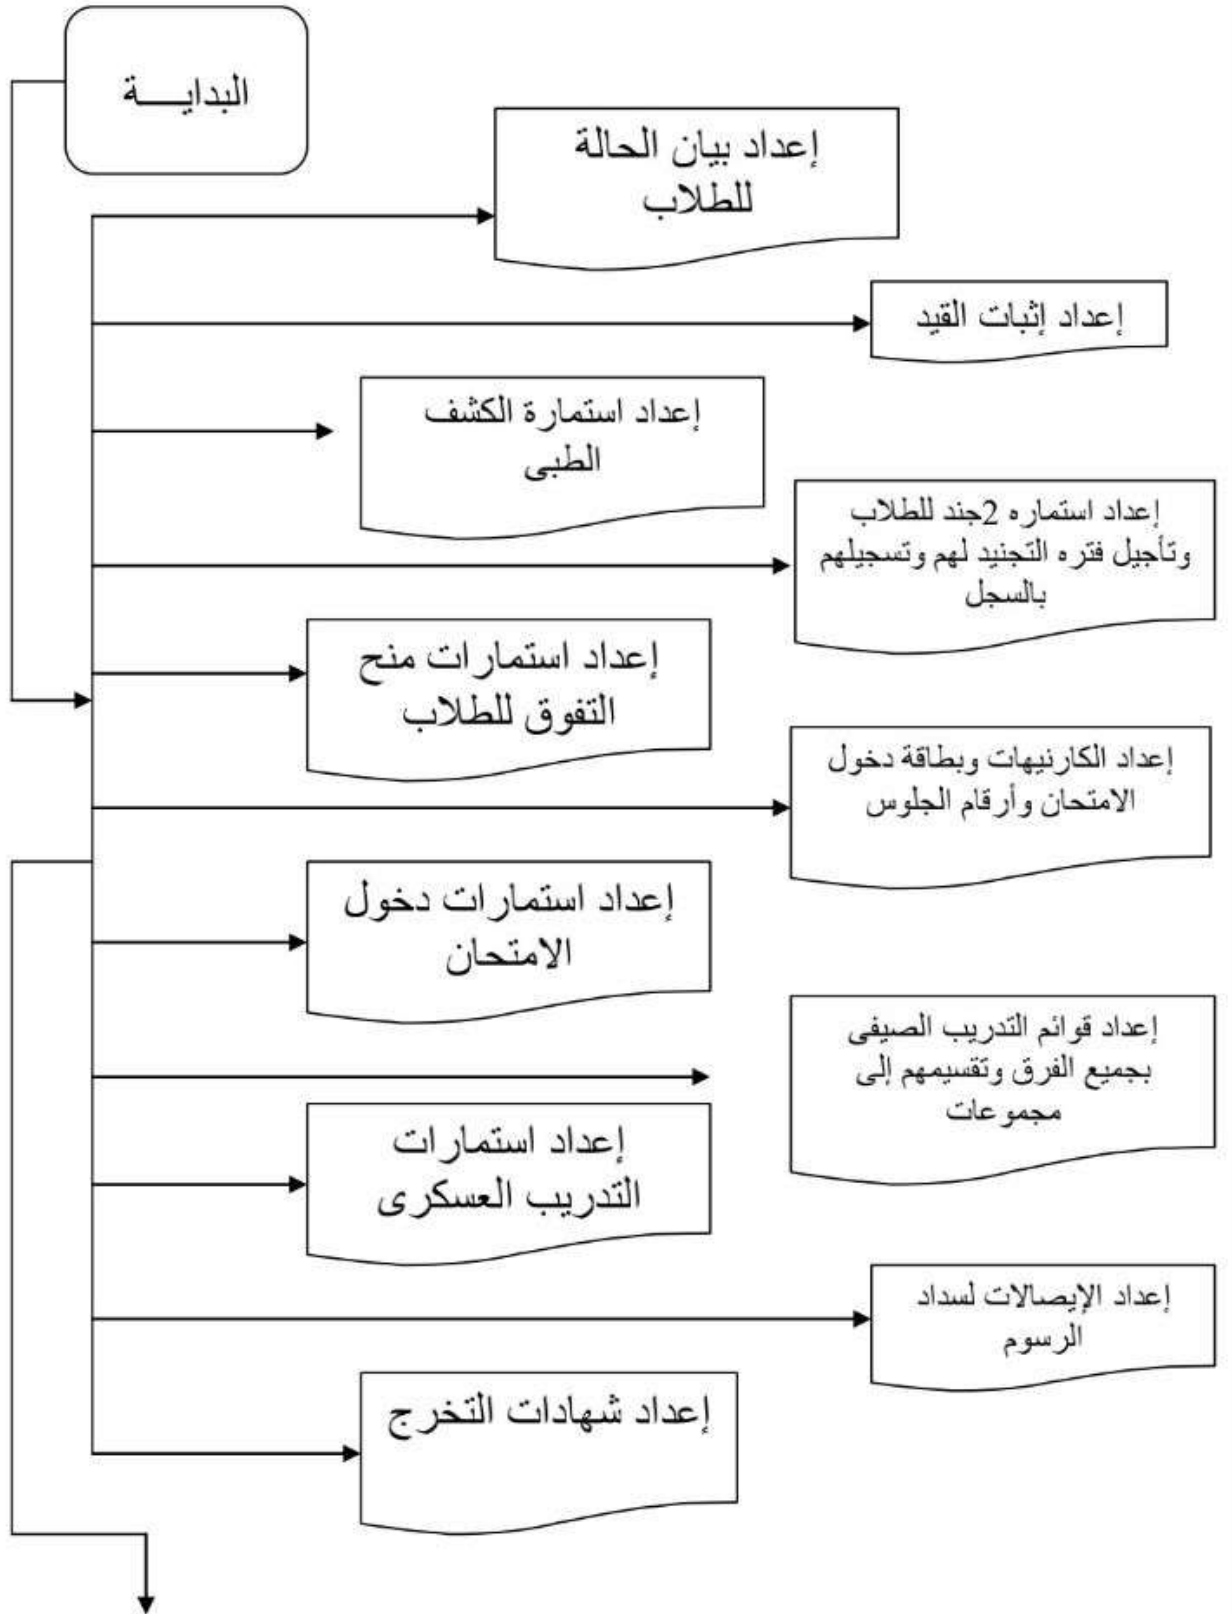 البدايـــــة
إعداد بيان الحالة
للطلاب
إعداد إثبات القيد
إعداد استمارة الكشف
الطبى
إعداد استماره 2جند للطلاب
وتأجيل فتره التجنيد لهم وتسجيلهم
بالسجل
إعداد استمارات منح
التفوق للطلاب
إعداد الكارنيهات وبطاقة دخول
الامتحان وأرقام الجلوس
إعداد استمارات دخول
الامتحان
إعداد قوائم التدريب الصيفى
بجميع الفرق وتقسيمهم إلى
مجموعات
إعداد استمارات
التدريب العسكرى
إعداد الإيصالات لسداد
الرسوم
إعداد شهادات التخرج